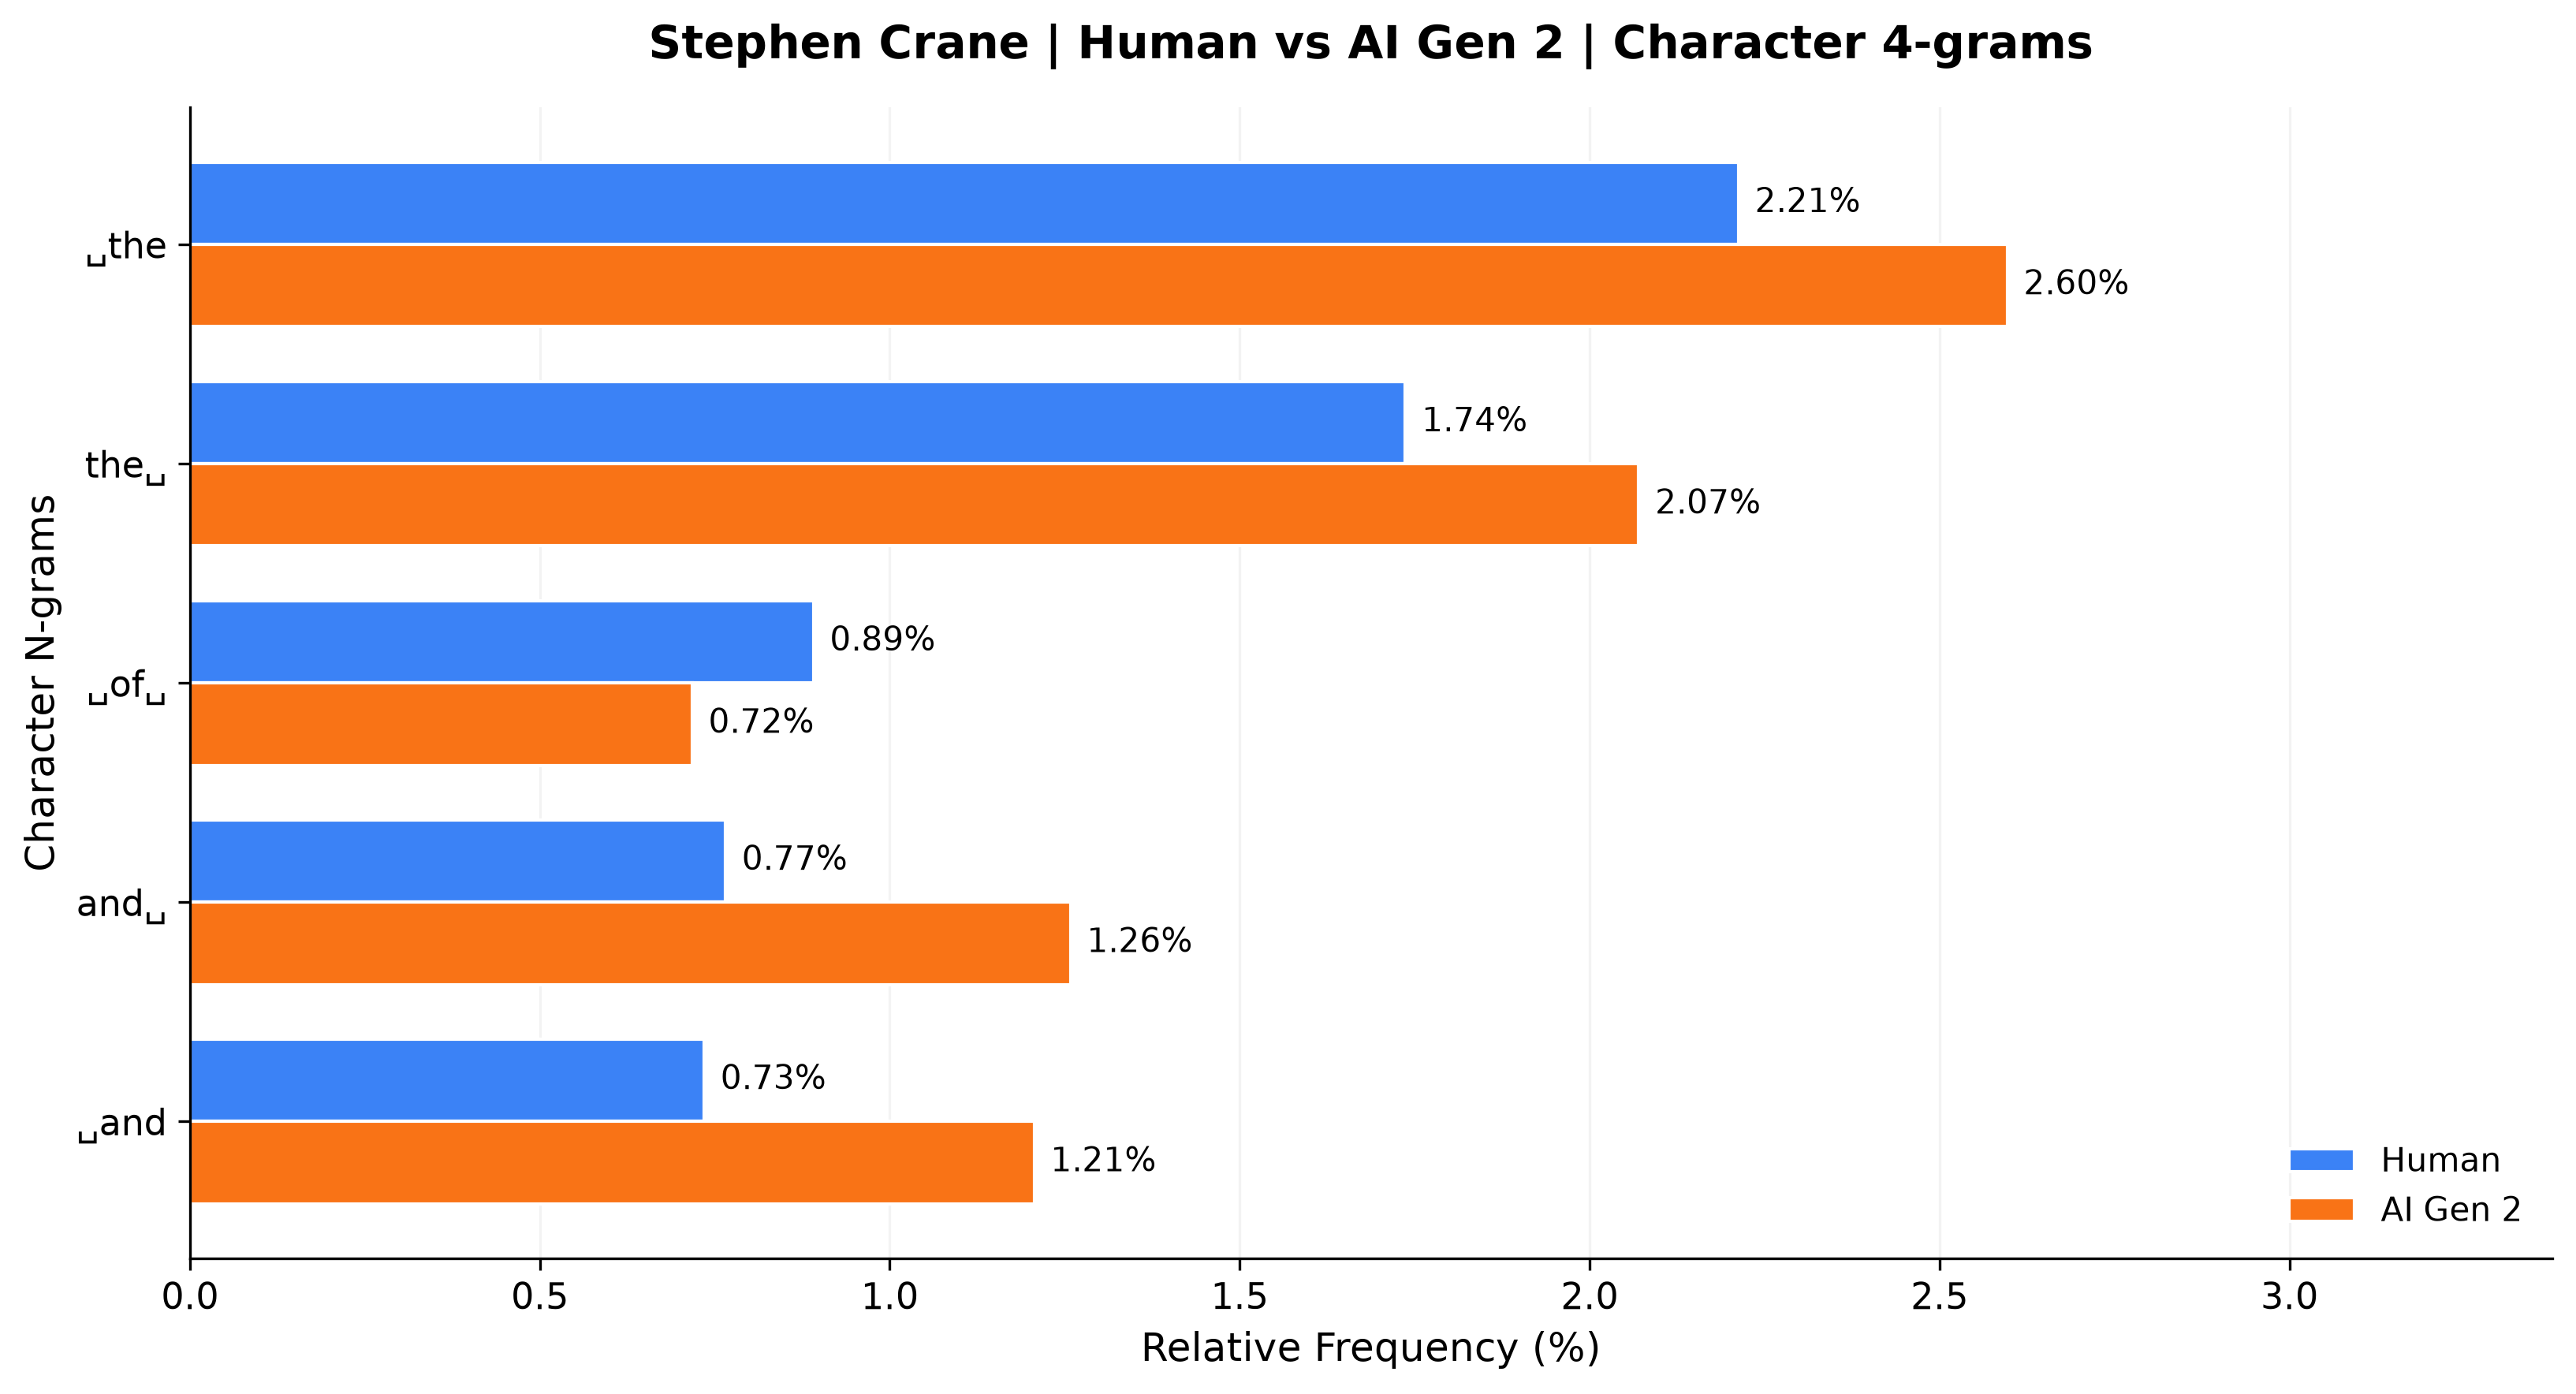 Stephen Crane | Human vs AI Gen 2 | Character 4-grams
Character N-grams
␣the
2.21%
2.60%
the␣
1.74%
2.07%
␣of␣
0.89%
0.72%
and␣
0.77%
1.26%
␣and
0.73%
1.21%
Human
AI Gen 2
0.0 0.5 1.0 1.5 2.0 2.5 3.0
Relative Frequency (%)